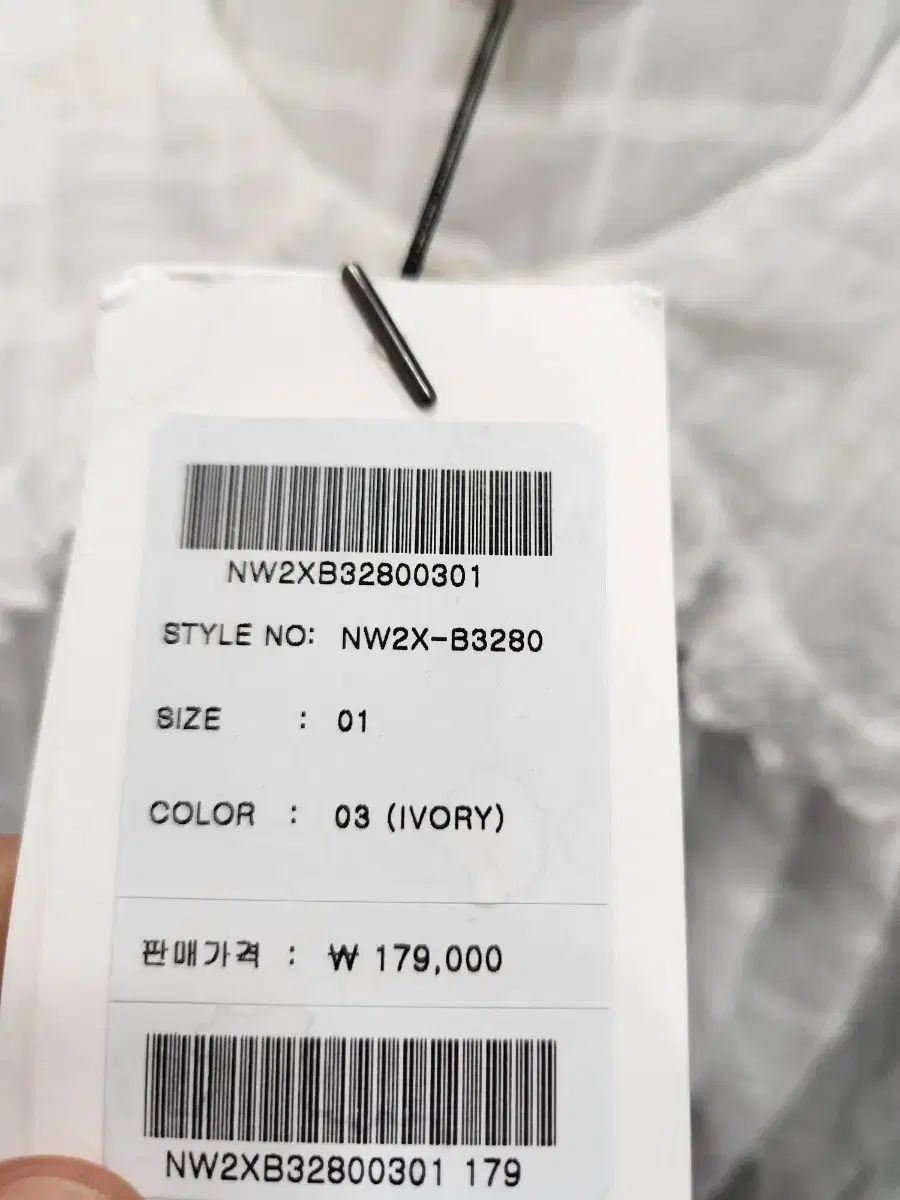 NW2XB32800301
STYLE NO: NW2X-B3280
SIZE : 01
COLOR : 03 (IVORY)
판매가격 : ₩ 179,000
NW2XB32800301 179